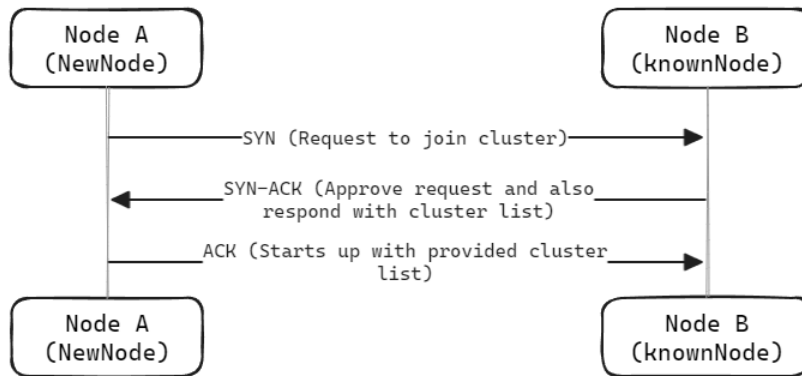 Node A
(NewNode)
Node B
(knownNode)
SYN (Request to join cluster)
SYN-ACK (Approve request and also
respond with cluster list)
ACK (Starts up with provided cluster
list)
Node A
(NewNode)
Node B
(knownNode)